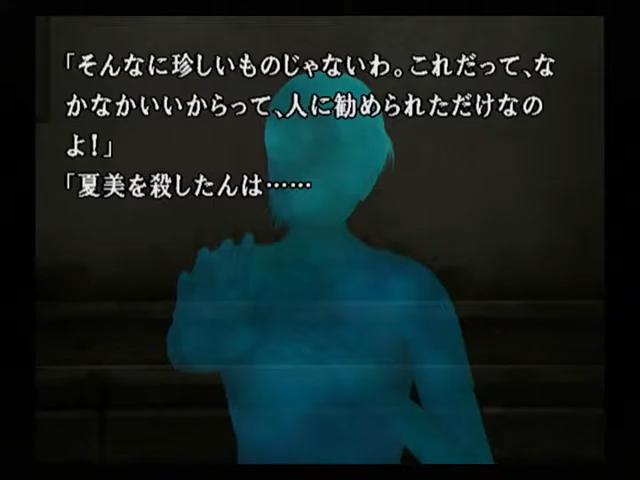 「そんなに珍しいものじゃないわ。これだって、な
かなかいいからって、人に勧められただけなの
よ！」
「夏美を殺したんは……